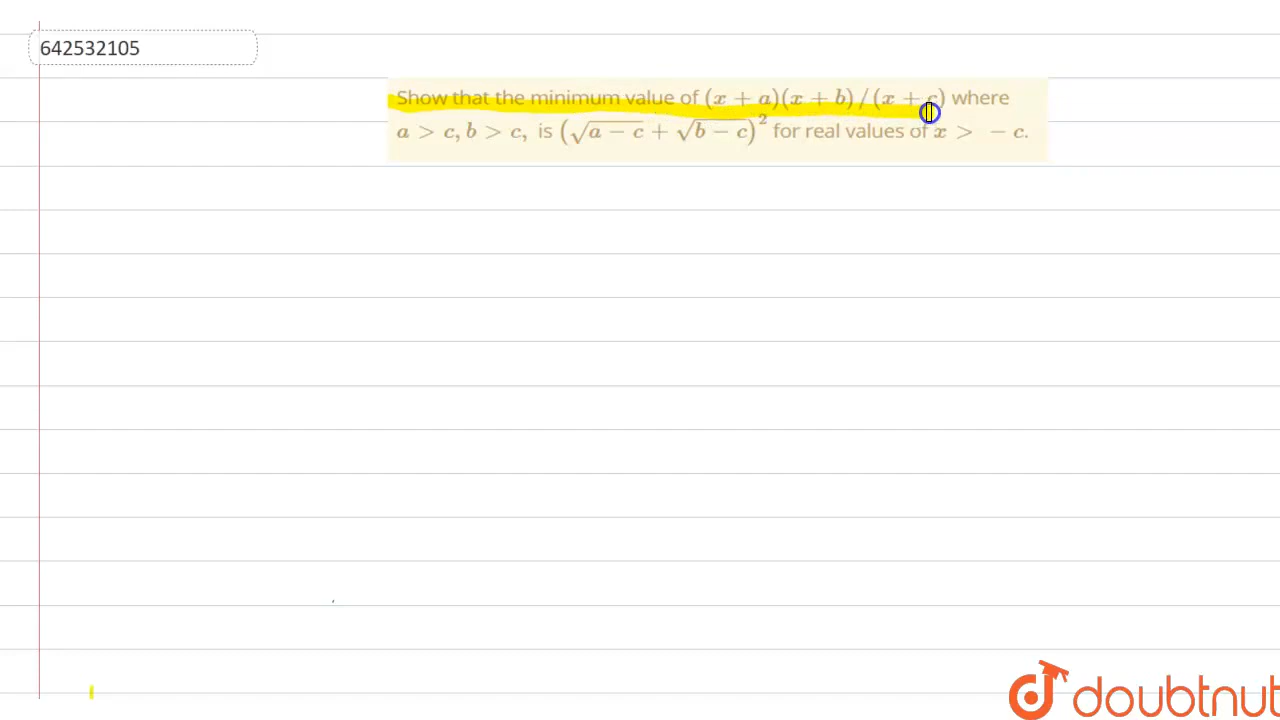 642532105
Show that the minimum value of (x + a)(x + b)/(x + c) where
a > c, b > c, is (√a − c + √b − c)² for real values of x > − c.
doubtnut